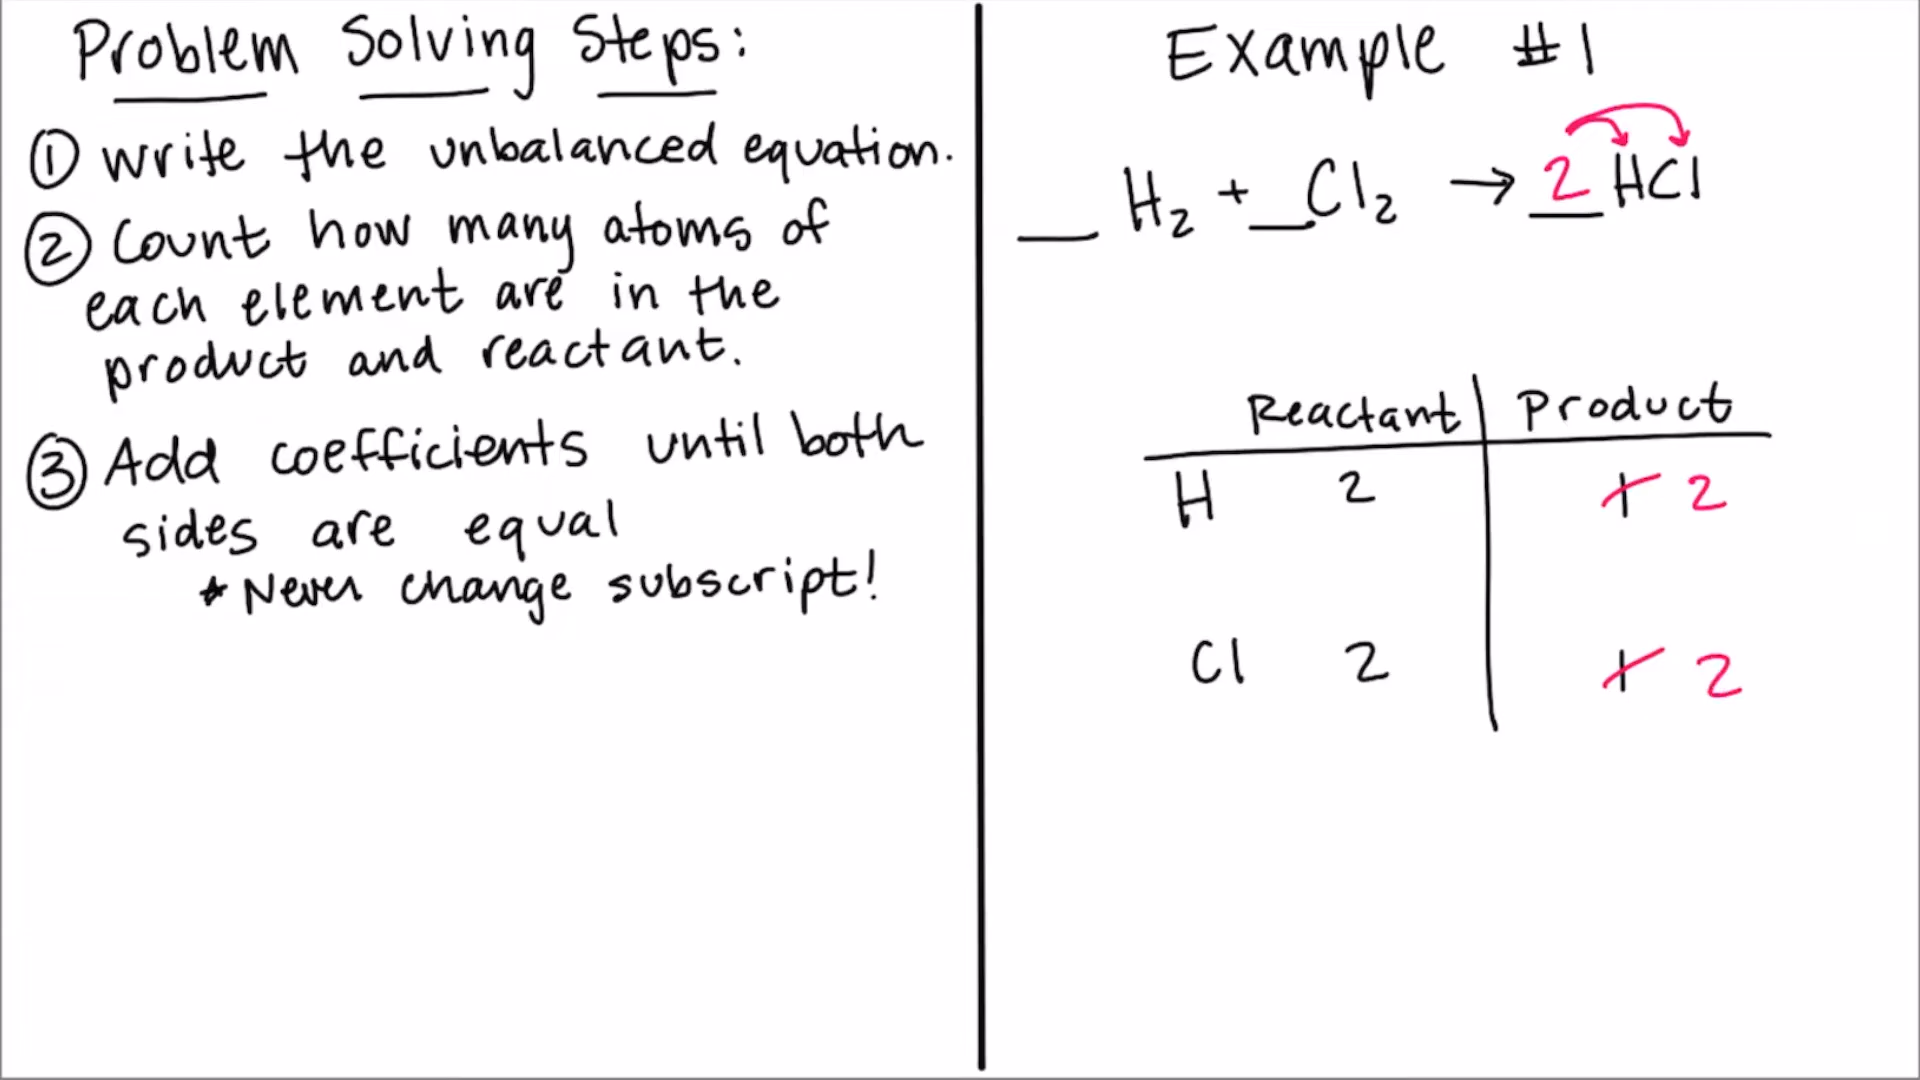 Problem Solving Steps:
① Write the unbalanced equation.
② Count how many atoms of
each element are in the
product and reactant.
③ Add coefficients until both
sides are equal
* Never change subscript!
Example #1
__ H₂ + __ Cl₂ → 2 HCl
Reactant | Product
H 2 | 1 2
Cl 2 | 1 2